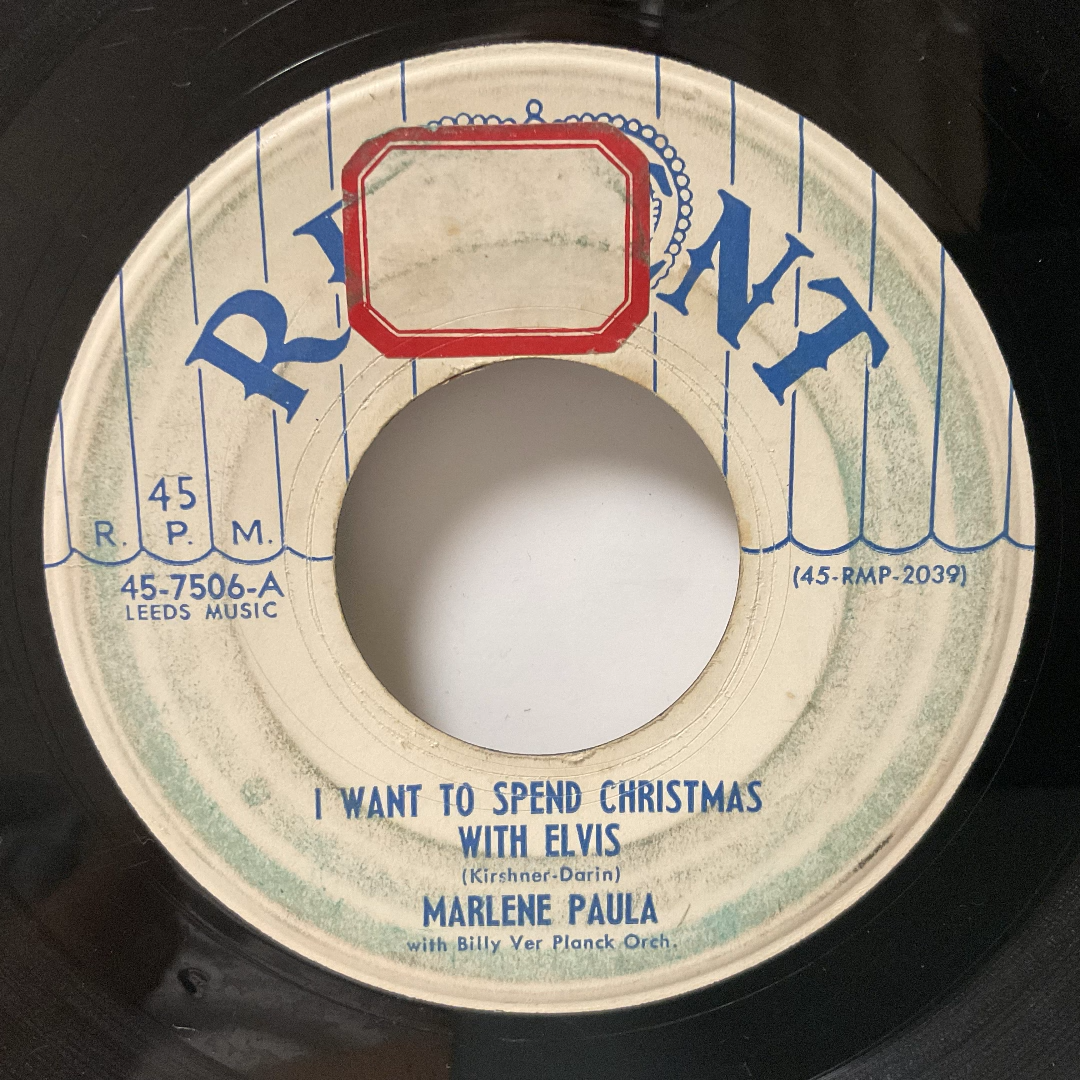 45
R. P. M.
45-7506-A
LEEDS MUSIC
(45-RMP-2039)
I WANT TO SPEND CHRISTMAS
WITH ELVIS
(Kirshner-Darin)
MARLENE PAULA
with Billy Ver Planck Orch.